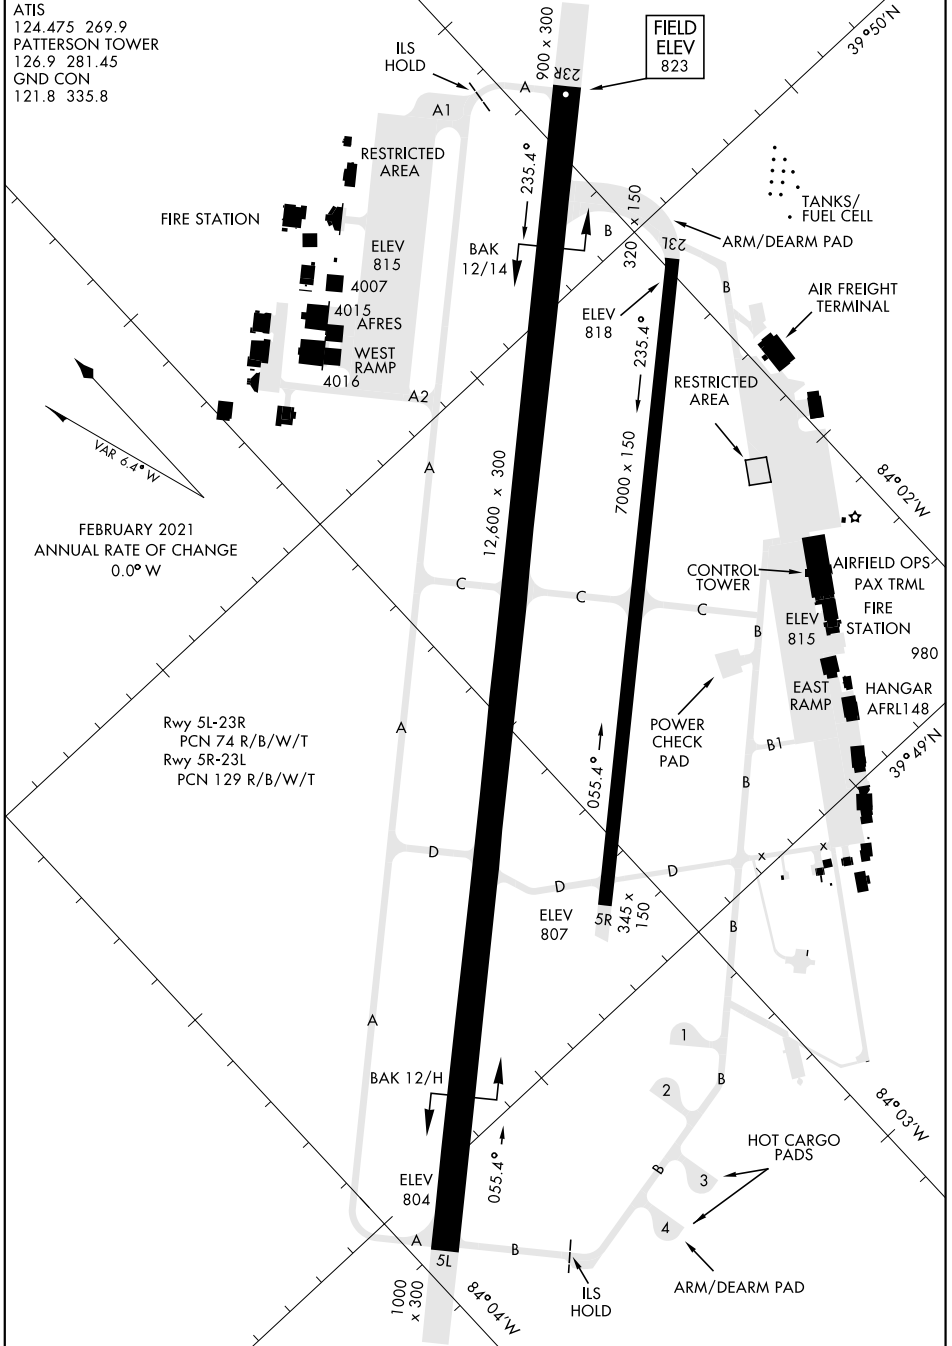 ATIS
124.475 269.9
PATTERSON TOWER
126.9 281.45
GND CON
121.8 335.8
ILS
HOLD
900 x 300
FIELD
ELEV
823
39°50'N
A
23R
A1
RESTRICTED
AREA
235.4°
TANKS/
FUEL CELL
FIRE STATION
320 x 150
ARM/DEARM PAD
B
23L
ELEV
815
BAK
12/14
4007
B
AIR FREIGHT
TERMINAL
4015
AFRES
ELEV
818
235.4°
WEST
RAMP
4016
A2
RESTRICTED
AREA
VAR 6.4° W
A
12,600 x 300
7000 x 150
84°02'W
FEBRUARY 2021
ANNUAL RATE OF CHANGE
0.0° W
CONTROL
TOWER
AIRFIELD OPS
PAX TRML
C
C
C
FIRE
STATION
ELEV
815
B
980
EAST
RAMP
HANGAR
AFRL148
Rwy 5L-23R
PCN 74 R/B/W/T
Rwy 5R-23L
PCN 129 R/B/W/T
A
POWER
CHECK
PAD
B1
39°49'N
055.4°
B
D
D
D
x
x
ELEV
807
5R
345 x
150
B
A
1
BAK 12/H
2
B
84°03'W
HOT CARGO
PADS
ELEV
804
055.4°
B
3
4
A
5L
B
ILS
HOLD
ARM/DEARM PAD
1000
x 300
84°04'W